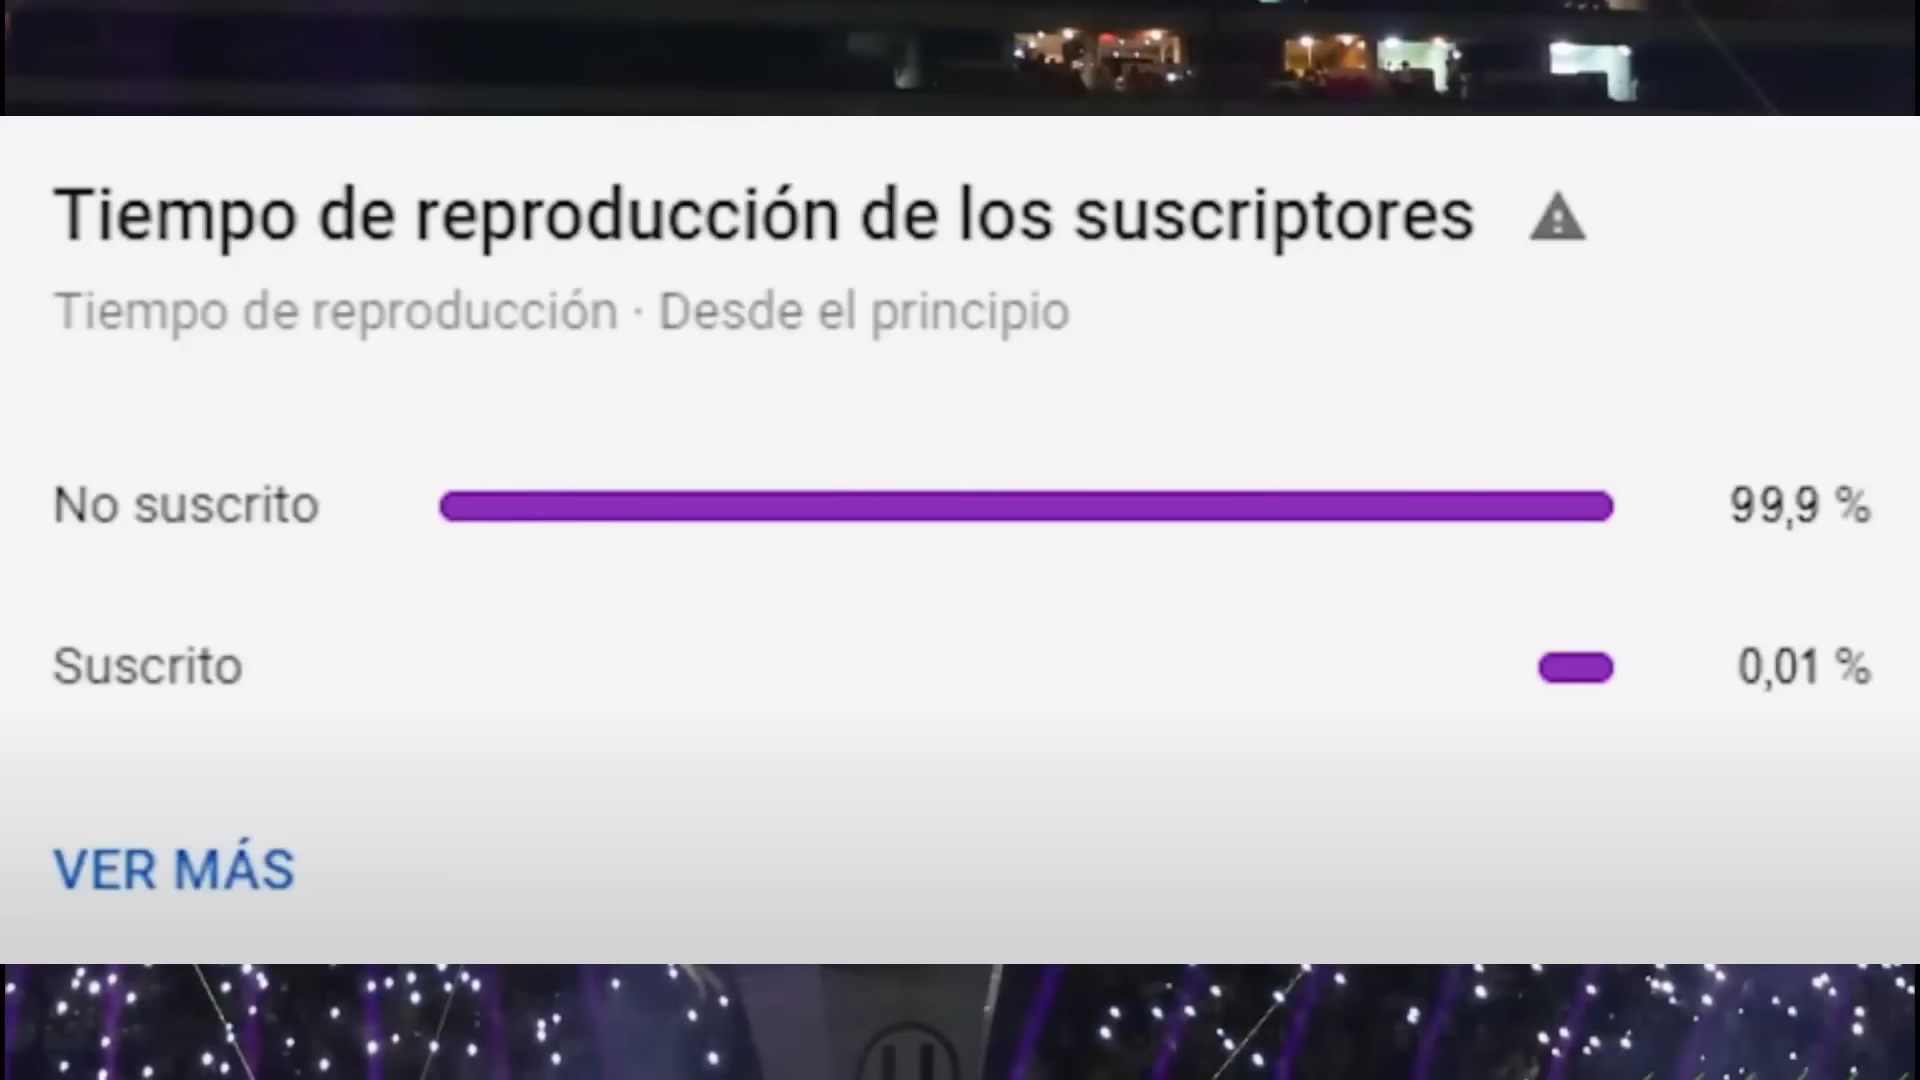 Tiempo de reproducción de los suscriptores
Tiempo de reproducción · Desde el principio
No suscrito 99,9 %
Suscrito 0,01 %
VER MÁS